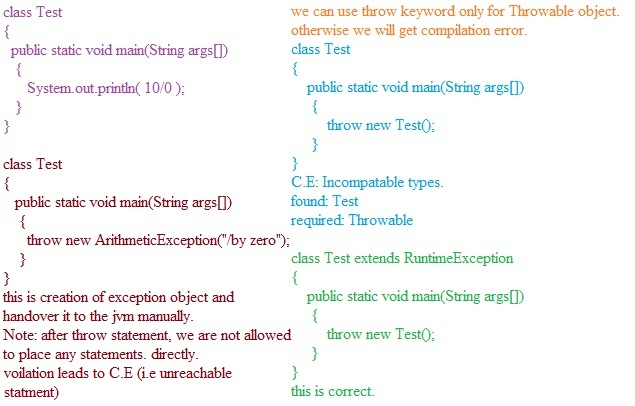 class Test
{
public static void main(String args[])
{
System.out.println( 10/0 );
}
}
class Test
{
public static void main(String args[])
{
throw new ArithmeticException("/by zero");
}
}
this is creation of exception object and
handover it to the jvm manually.
Note: after throw statement, we are not allowed
to place any statements. directly.
voilation leads to C.E (i.e unreachable
statment)
we can use throw keyword only for Throwable object.
otherwise we will get compilation error.
class Test
{
public static void main(String args[])
{
throw new Test();
}
}
C.E: Incompatable types.
found: Test
required: Throwable
class Test extends RuntimeException
{
public static void main(String args[])
{
throw new Test();
}
}
this is correct.